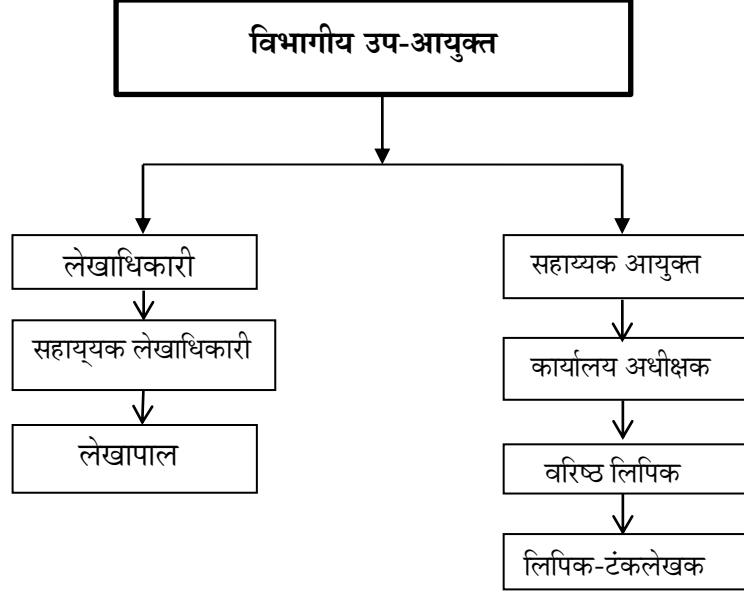 विभागीय उप-आयुक्त
लेखाधिकारी
सहाय्‍यक लेखाधिकारी
लेखापाल
सहाय्यक आयुक्त
कार्यालय अधीक्षक
वरिष्ठ लिपिक
लिपिक-टंकलेखक